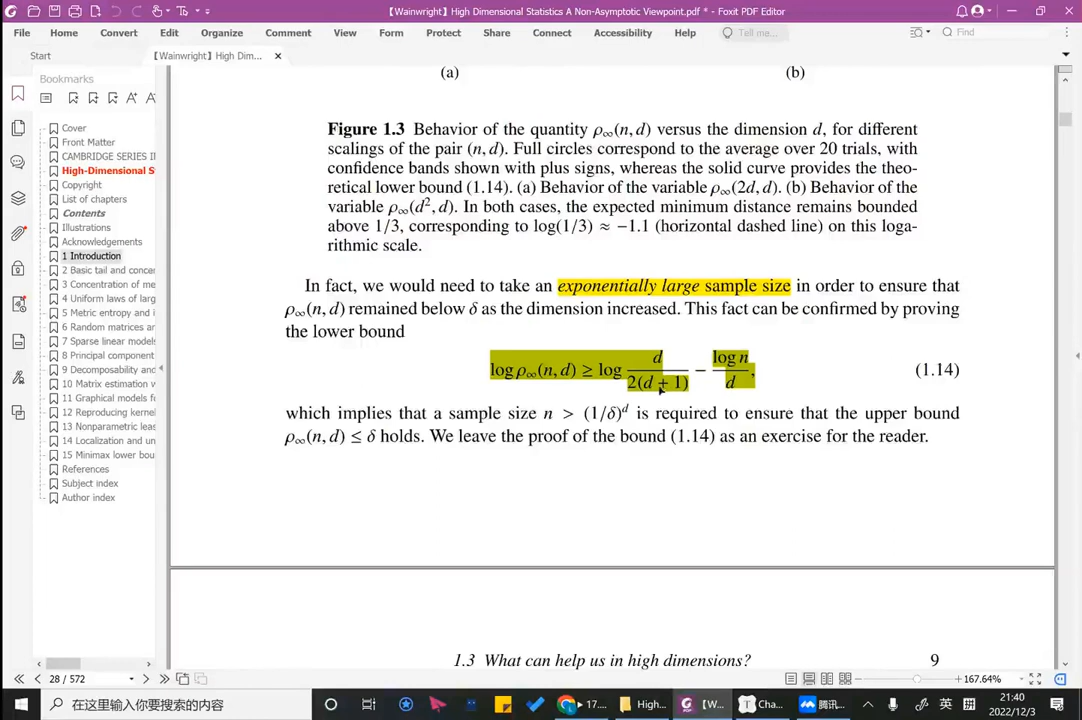 【Wainwright】High Dimensional Statistics A Non-Asymptotic Viewpoint.pdf * - Foxit PDF Editor
File Home Convert Edit Organize Comment View Form Protect Share Connect Accessibility Help Tell me... Find
Start 【Wainwright】High Dim...
Bookmarks
Cover
Front Matter
CAMBRIDGE SERIES II
High-Dimensional S
Copyright
List of chapters
Contents
Illustrations
Acknowledgements
1 Introduction
2 Basic tail and concer
3 Concentration of me
4 Uniform laws of larg
5 Metric entropy and i
6 Random matrices ar
7 Sparse linear models
8 Principal component
9 Decomposability and
10 Matrix estimation w
11 Graphical models fo
12 Reproducing kernel
13 Nonparametric leas
14 Localization and un
15 Minimax lower bou
References
Subject index
Author index
(a) (b)
Figure 1.3 Behavior of the quantity ρ∞(n, d) versus the dimension d, for different
scalings of the pair (n, d). Full circles correspond to the average over 20 trials, with
confidence bands shown with plus signs, whereas the solid curve provides the theo-
retical lower bound (1.14). (a) Behavior of the variable ρ∞(2d, d). (b) Behavior of the
variable ρ∞(d², d). In both cases, the expected minimum distance remains bounded
above 1/3, corresponding to log(1/3) ≈ −1.1 (horizontal dashed line) on this loga-
rithmic scale.
In fact, we would need to take an exponentially large sample size in order to ensure that
ρ∞(n, d) remained below δ as the dimension increased. This fact can be confirmed by proving
the lower bound
log ρ∞(n, d) ≥ log d / 2(d + 1) − log n / d, (1.14)
which implies that a sample size n > (1/δ)^d is required to ensure that the upper bound
ρ∞(n, d) ≤ δ holds. We leave the proof of the bound (1.14) as an exercise for the reader.
1.3 What can help us in high dimensions? 9
28 / 572 167.64%
在这里输入你要搜索的内容 17.... High... 【W... Cha... 腾讯... 英 拼 21:40
2022/12/3